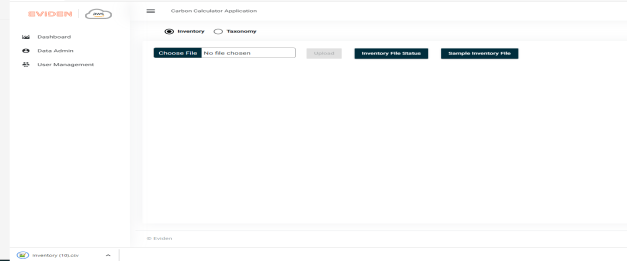 EVIDEN aws
Carbon Calculator Application
Dashboard
Data Admin
User Management
Inventory Taxonomy
Choose File No file chosen Upload Inventory File Status Sample Inventory File
© Eviden
inventory (10).csv